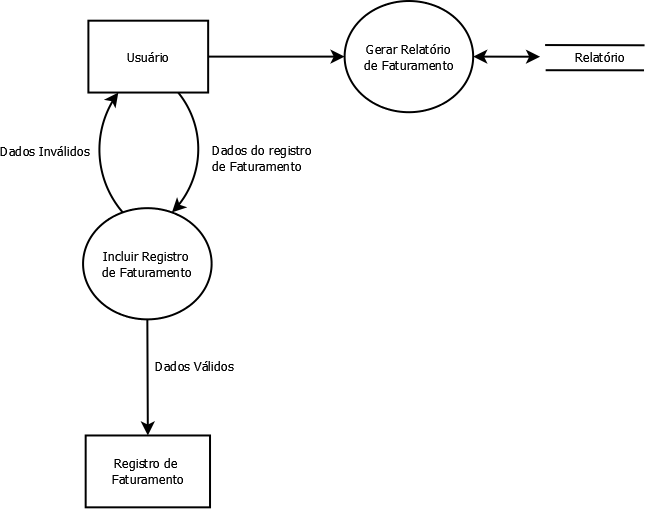 Usuário
Gerar Relatório
de Faturamento
Relatório
Dados Inválidos
Dados do registro
de Faturamento
Incluir Registro
de Faturamento
Dados Válidos
Registro de
Faturamento